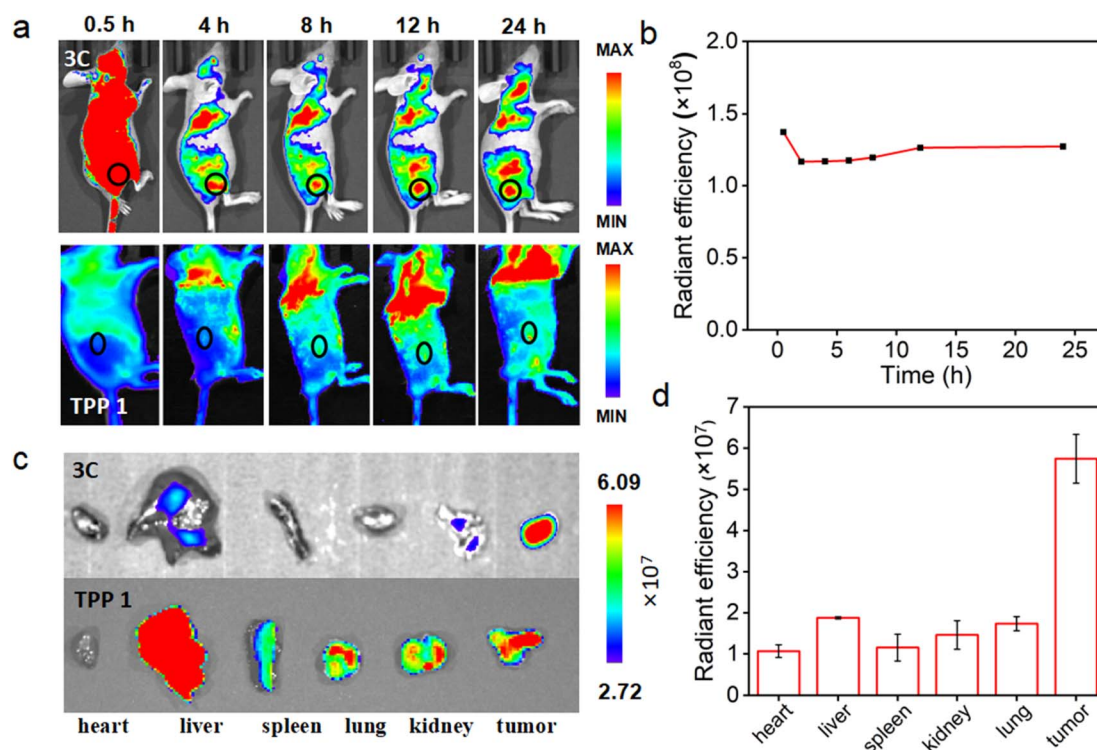 a
0.5 h 4 h 8 h 12 h 24 h
3C
MAX
MIN
TPP 1
MAX
MIN
b
Radiant efficiency (×10⁸)
2.0
1.5
1.0
0.5
0.0
0 5 10 15 20 25
Time (h)
c
3C
TPP 1
heart liver spleen lung kidney tumor
6.09
×10⁷
2.72
d
Radiant efficiency (×10⁷)
7
6
5
4
3
2
1
0
heart liver spleen kidney lung tumor